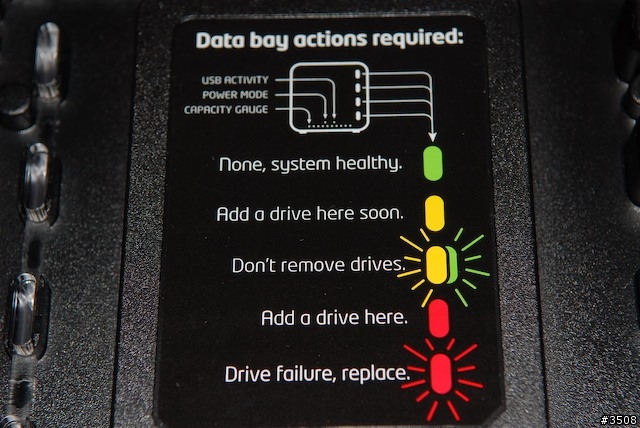 Data bay actions required:
USB ACTIVITY
POWER MODE
CAPACITY GAUGE
None, system healthy.
Add a drive here soon.
Don't remove drives.
Add a drive here.
Drive failure, replace.
#3508